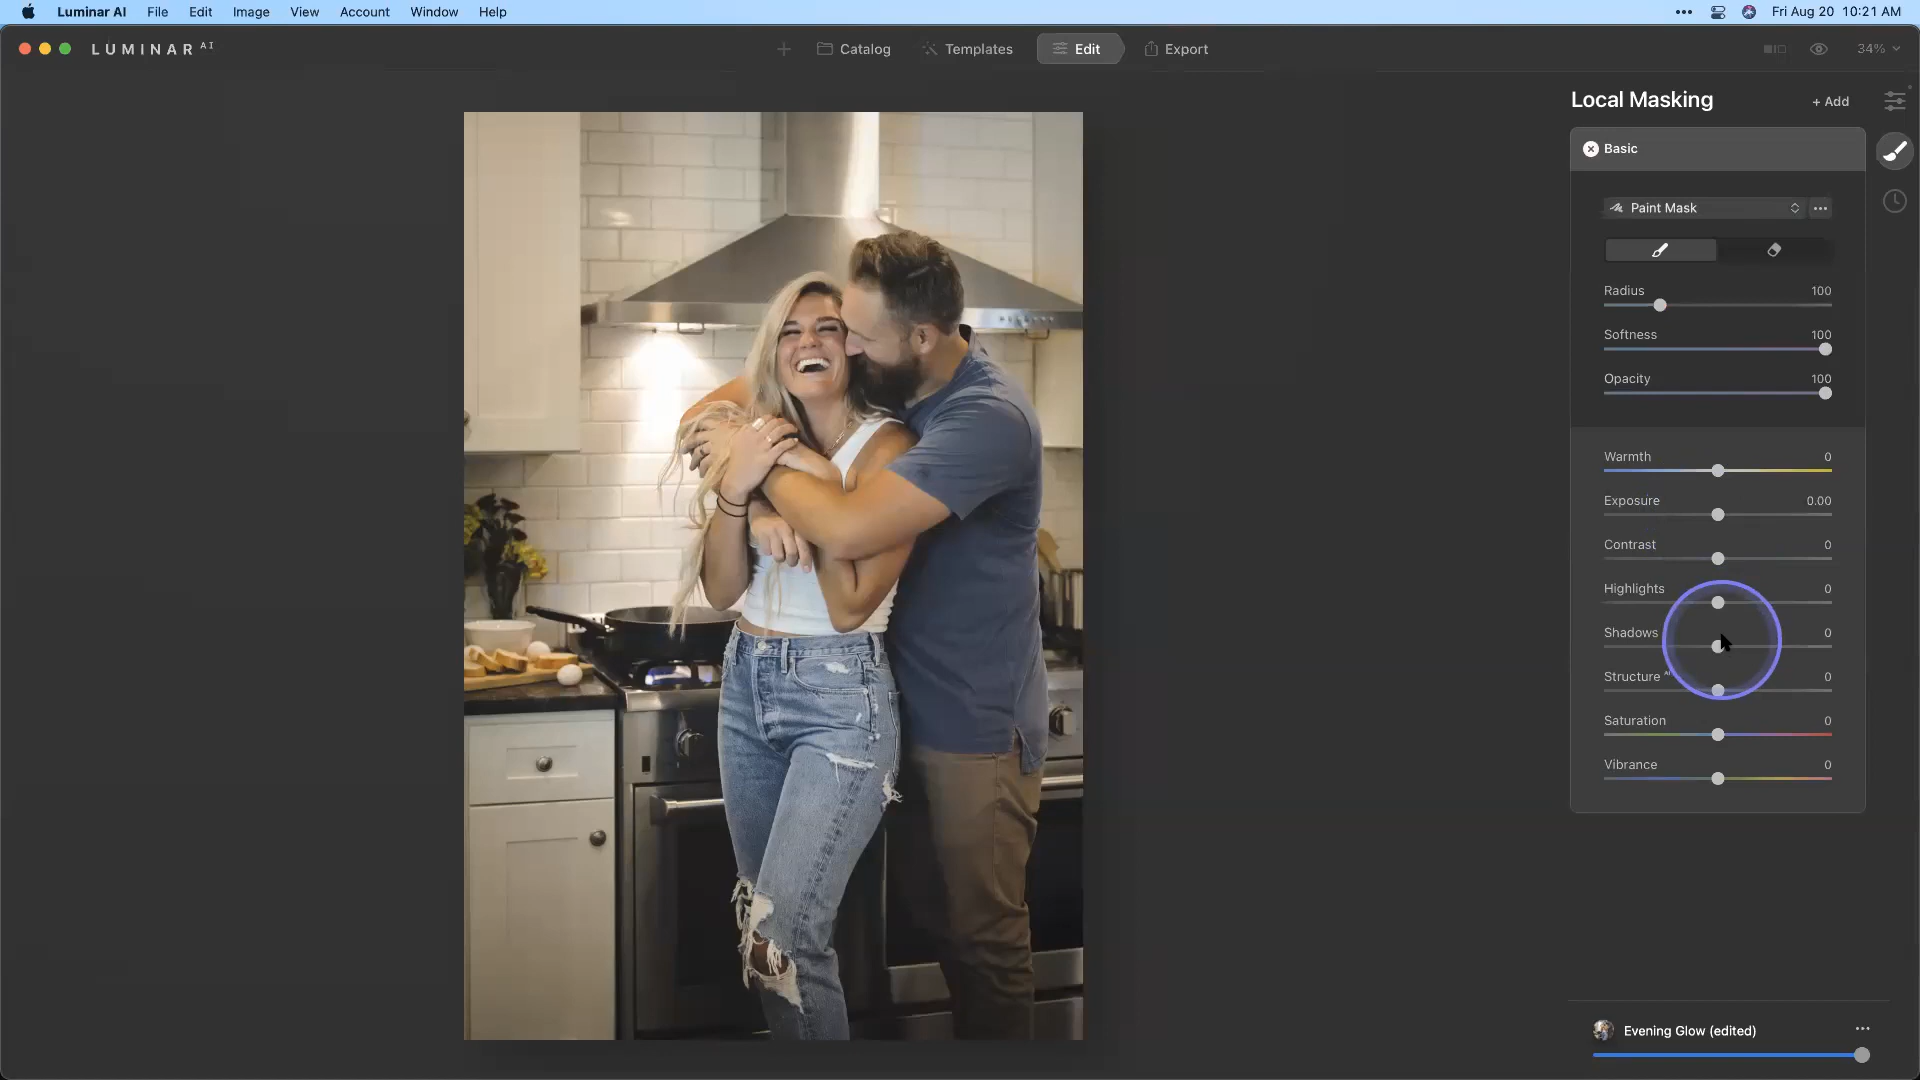 Luminar AI File Edit Image View Account Window Help Fri Aug 20 10:21 AM
LUMINAR AI Catalog Templates Edit Export 34%
Local Masking + Add
Basic
Paint Mask
Radius 100
Softness 100
Opacity 100
Warmth 0
Exposure 0.00
Contrast 0
Highlights 0
Shadows 0
Structure AI 0
Saturation 0
Vibrance 0
Evening Glow (edited)